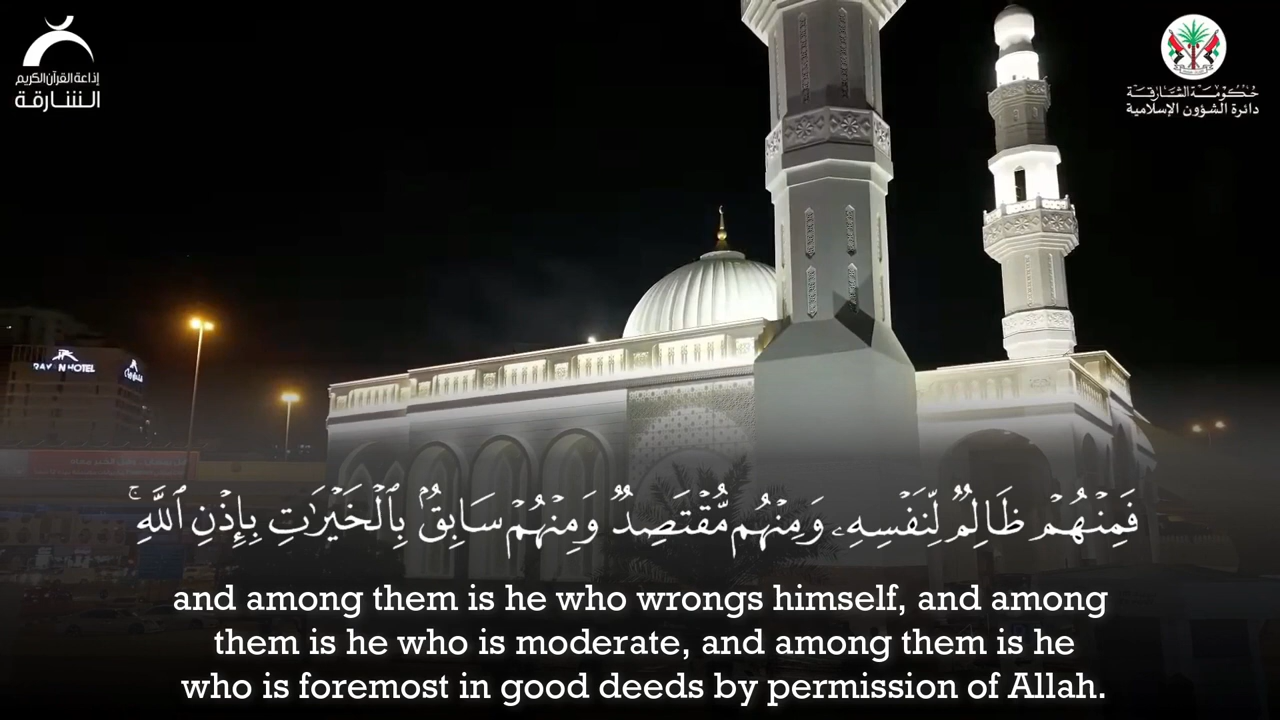 إذاعة القرآن الكريم
الشارقة
حكومة الشارقة
دائرة الشؤون الإسلامية
HOTEL
فَمِنْهُمْ ظَالِمٌ لِّنَفْسِهِۦ وَمِنْهُم مُّقْتَصِدٌ وَمِنْهُمْ سَابِقٌۢ بِٱلْخَيْرَٰتِ بِإِذْنِ ٱللَّهِ ۚ
and among them is he who wrongs himself, and among
them is he who is moderate, and among them is he
who is foremost in good deeds by permission of Allah.